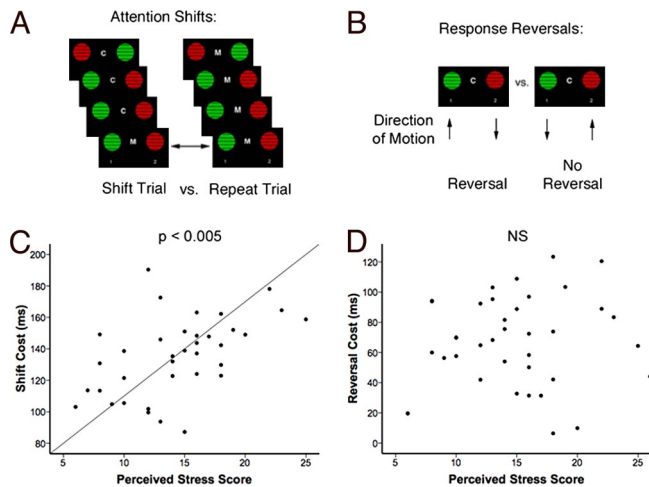 A
Attention Shifts:
C
M
C
M
C
M
M
M
1 2
1 2
Shift Trial vs. Repeat Trial
B
Response Reversals:
C vs. C
1 2
1 2
Direction
of Motion
Reversal
No
Reversal
C
p < 0.005
Shift Cost (ms)
200
180
160
140
120
100
80
5 10 15 20 25
Perceived Stress Score
D
NS
Reversal Cost (ms)
120
100
80
60
40
20
0
5 10 15 20 25
Perceived Stress Score